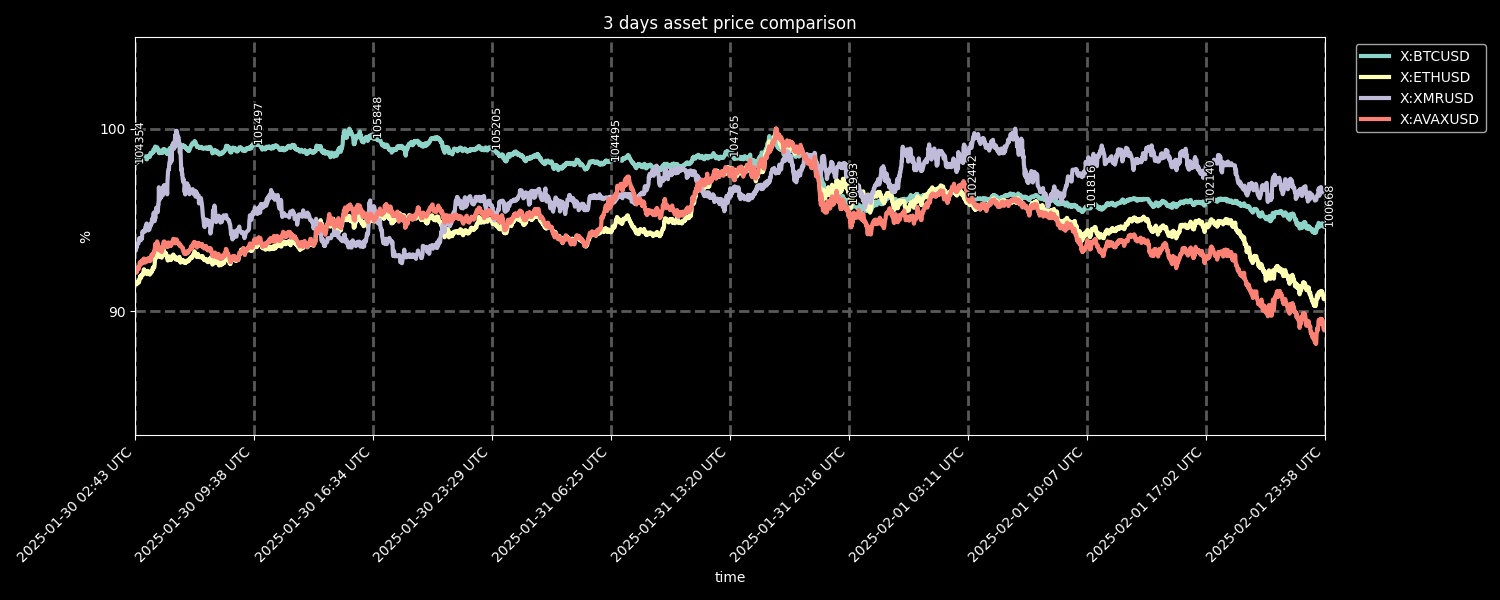 3 days asset price comparison
X:BTCUSD
X:ETHUSD
X:XMRUSD
X:AVAXUSD
100
90
%
104354
105497
105848
105205
104495
104765
101993
102442
101816
102140
100668
2025-01-30 02:43 UTC
2025-01-30 09:38 UTC
2025-01-30 16:34 UTC
2025-01-30 23:29 UTC
2025-01-31 06:25 UTC
2025-01-31 13:20 UTC
2025-01-31 20:16 UTC
2025-02-01 03:11 UTC
2025-02-01 10:07 UTC
2025-02-01 17:02 UTC
2025-02-01 23:58 UTC
time